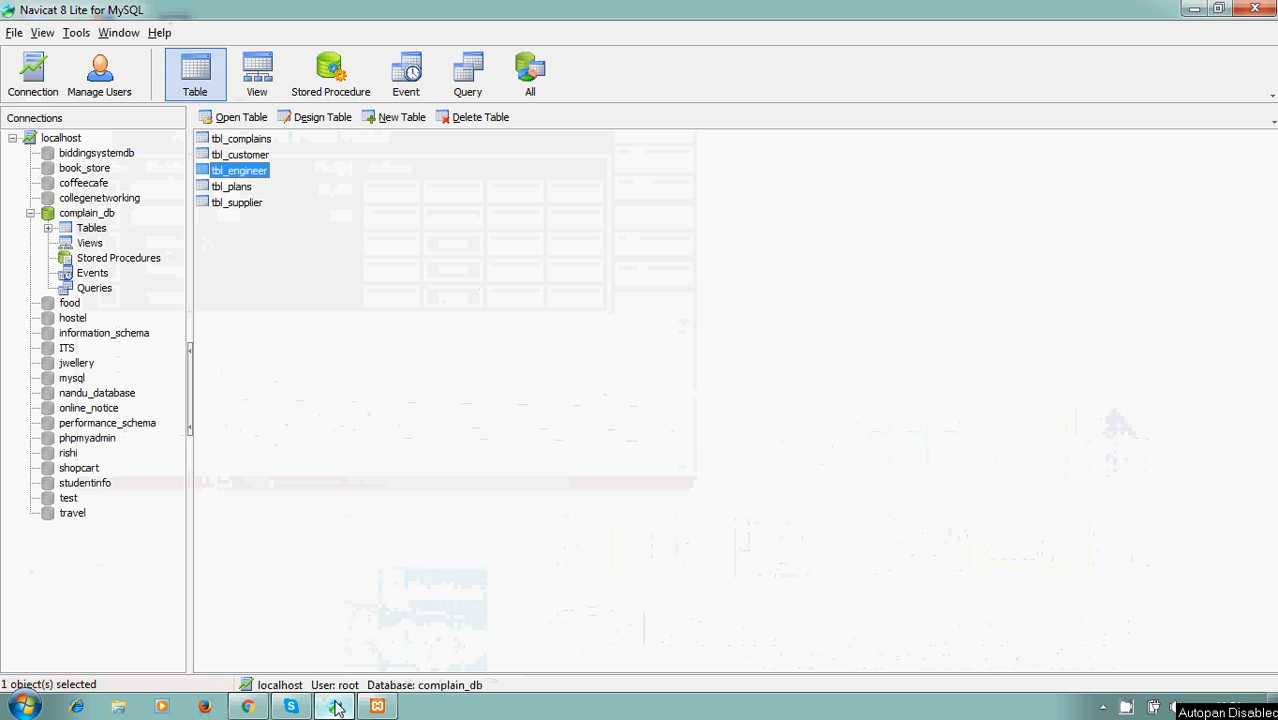 Navicat 8 Lite for MySQL
File View Tools Window Help
Connection Manage Users Table View Stored Procedure Event Query All
Connections
Open Table Design Table New Table Delete Table
localhost
biddingsystemdb
book_store
coffeecafe
collegenetworking
complain_db
Tables
Views
Stored Procedures
Events
Queries
food
hostel
information_schema
ITS
jwellery
mysql
nandu_database
online_notice
performance_schema
phpmyadmin
rishi
shopcart
studentinfo
test
travel
tbl_complains
tbl_customer
tbl_engineer
tbl_plans
tbl_supplier
1 object(s) selected
localhost User: root Database: complain_db
Autopan Disabled